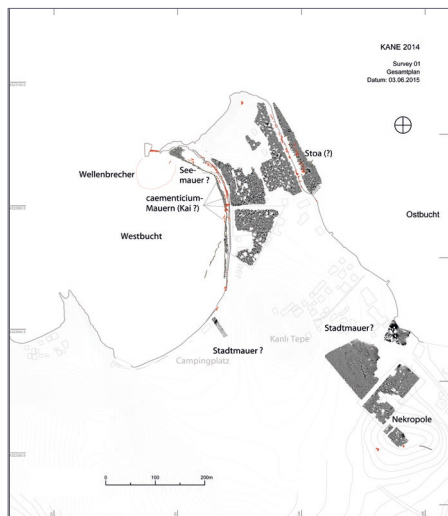 KANE 2014
Survey 01
Gesamtplan
Datum: 03.06.2015
Stoa (?)
Wellenbrecher
See-
mauer ?
caementicium-
Mauern (Kai ?)
Ostbucht
Westbucht
Stadtmauer ?
Kanlı Tepe
Campingplatz
Stadtmauer ?
Nekropole
0 100 200m